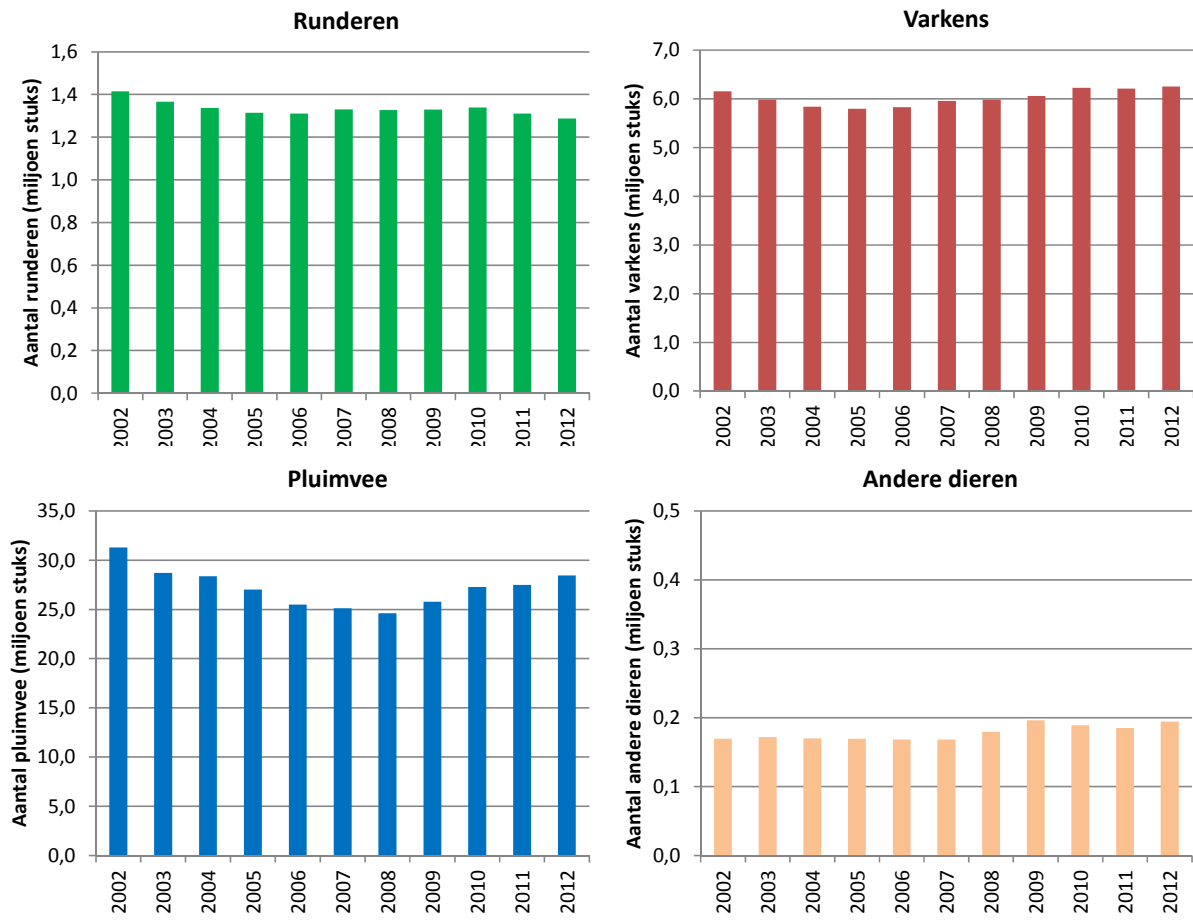 Runderen
Aantal runderen (miljoen stuks)
1,6
1,4
1,2
1,0
0,8
0,6
0,4
0,2
0,0
2002 2003 2004 2005 2006 2007 2008 2009 2010 2011 2012
Varkens
Aantal varkens (miljoen stuks)
7,0
6,0
5,0
4,0
3,0
2,0
1,0
0,0
2002 2003 2004 2005 2006 2007 2008 2009 2010 2011 2012
Pluimvee
Aantal pluimvee (miljoen stuks)
35,0
30,0
25,0
20,0
15,0
10,0
5,0
0,0
2002 2003 2004 2005 2006 2007 2008 2009 2010 2011 2012
Andere dieren
Aantal andere dieren (miljoen stuks)
0,5
0,4
0,3
0,2
0,1
0,0
2002 2003 2004 2005 2006 2007 2008 2009 2010 2011 2012